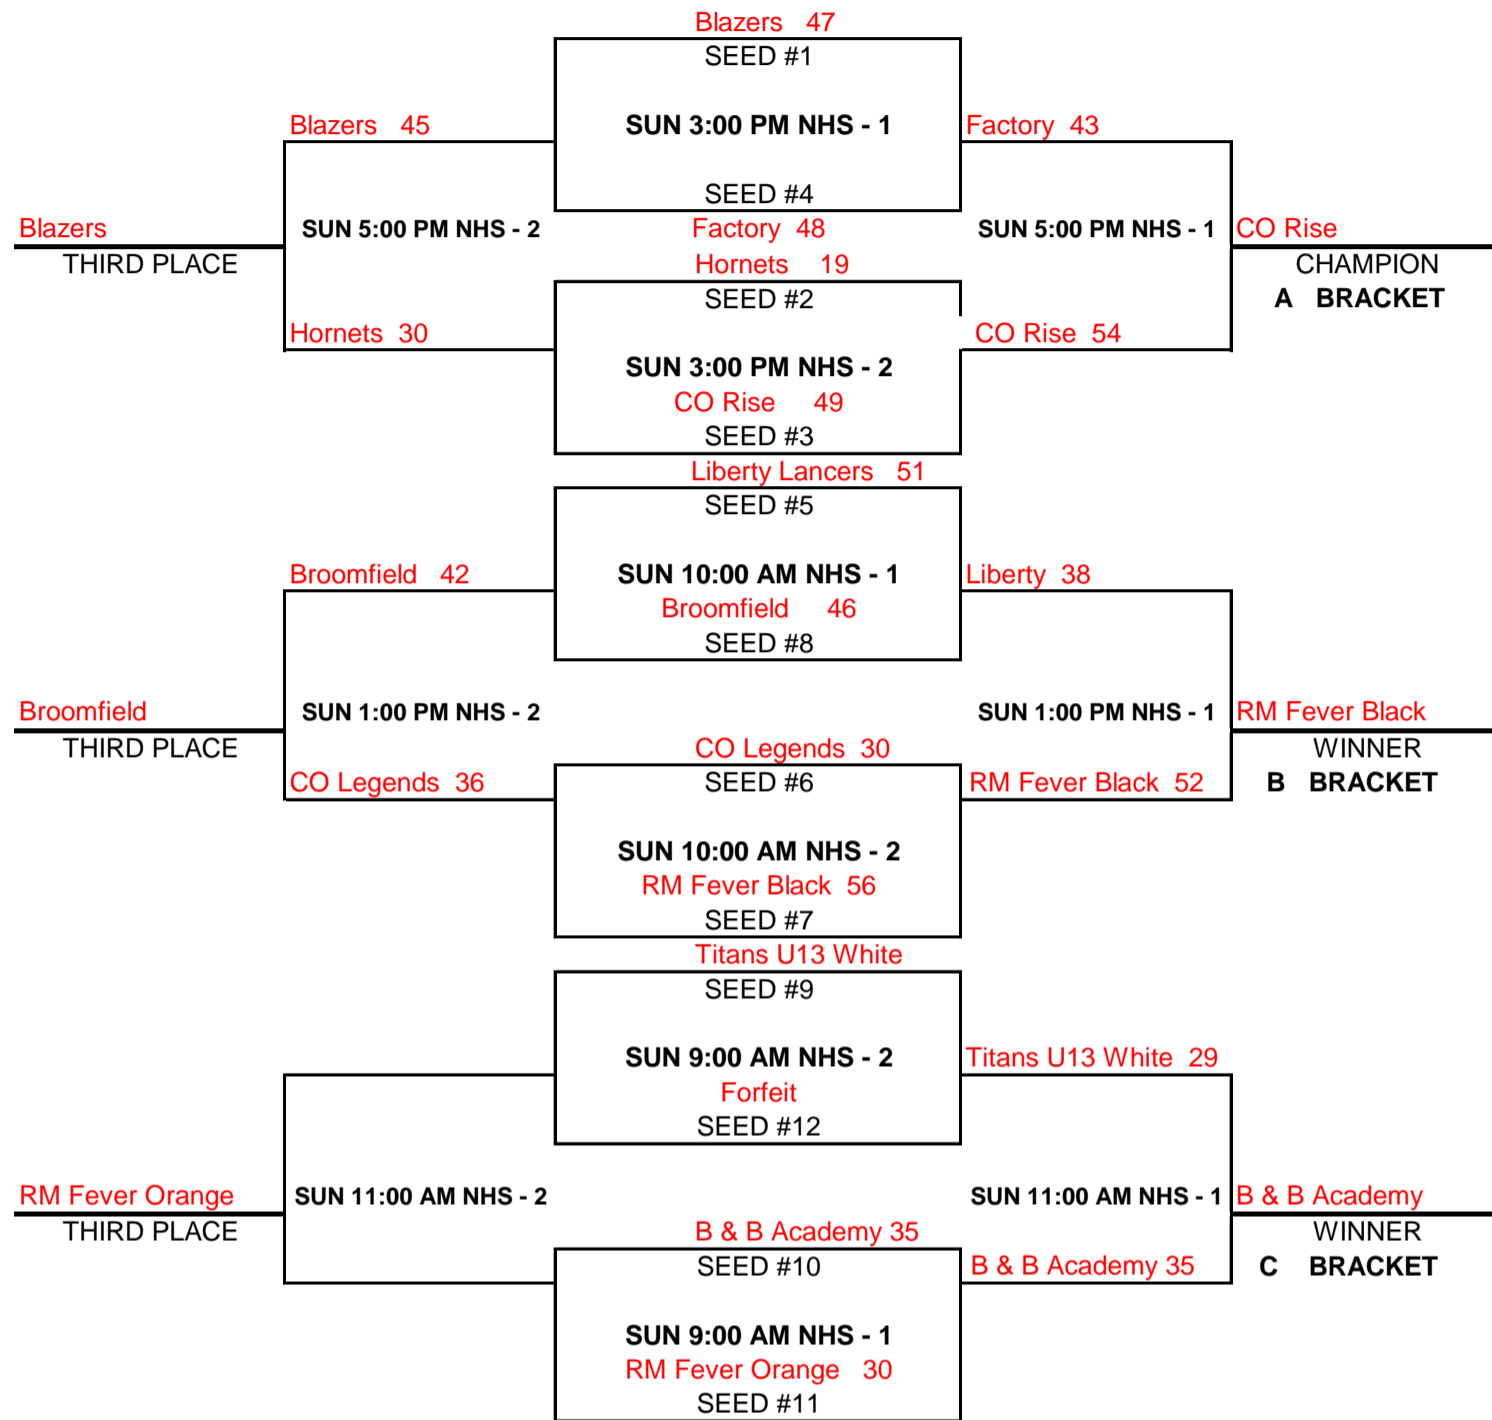 Blazers 47
SEED #1
Blazers 45
SUN 3:00 PM NHS - 1
Factory 43
SEED #4
Blazers
SUN 5:00 PM NHS - 2
Factory 48
SUN 5:00 PM NHS - 1
CO Rise
THIRD PLACE
Hornets 19
CHAMPION
SEED #2
A BRACKET
Hornets 30
CO Rise 54
SUN 3:00 PM NHS - 2
CO Rise 49
SEED #3
Liberty Lancers 51
SEED #5
Broomfield 42
SUN 10:00 AM NHS - 1
Liberty 38
Broomfield 46
SEED #8
Broomfield
SUN 1:00 PM NHS - 2
SUN 1:00 PM NHS - 1
RM Fever Black
THIRD PLACE
CO Legends 30
WINNER
CO Legends 36
SEED #6
RM Fever Black 52
B BRACKET
SUN 10:00 AM NHS - 2
RM Fever Black 56
SEED #7
Titans U13 White
SEED #9
SUN 9:00 AM NHS - 2
Titans U13 White 29
Forfeit
SEED #12
RM Fever Orange
SUN 11:00 AM NHS - 2
SUN 11:00 AM NHS - 1
B & B Academy
THIRD PLACE
B & B Academy 35
WINNER
SEED #10
B & B Academy 35
C BRACKET
SUN 9:00 AM NHS - 1
RM Fever Orange 30
SEED #11